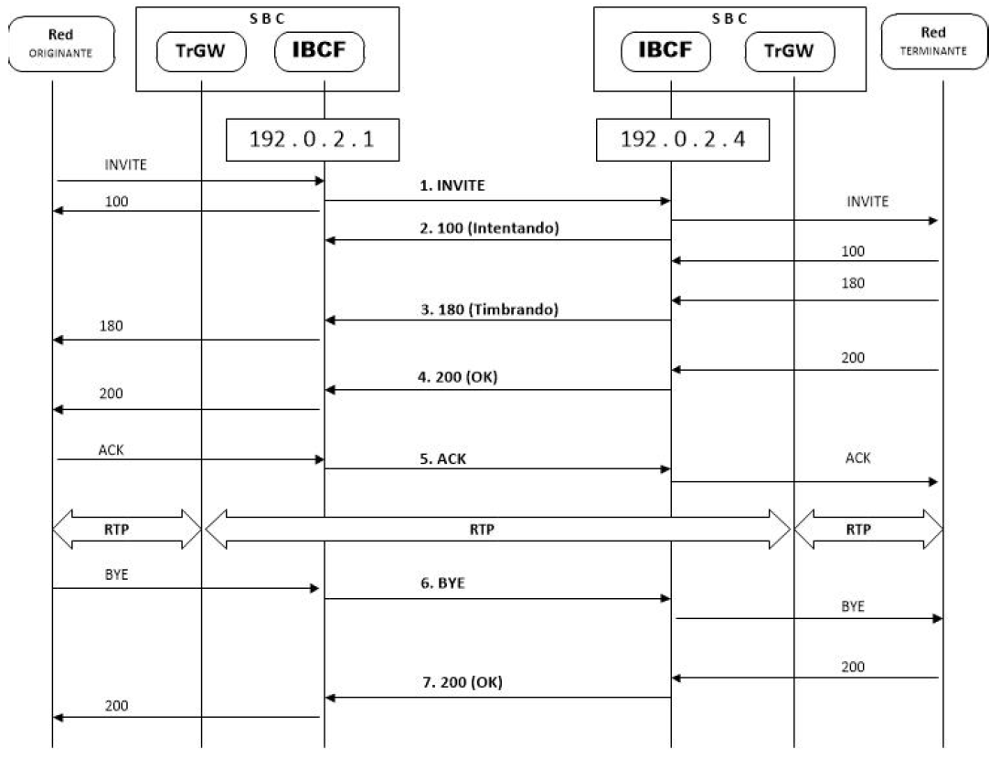 S B C
S B C
Red
ORIGINANTE
TrGW
IBCF
IBCF
TrGW
Red
TERMINANTE
192.0.2.1
192.0.2.4
INVITE
1. INVITE
INVITE
100
2. 100 (Intentando)
100
180
3. 180 (Timbrando)
180
200
4. 200 (OK)
200
ACK
5. ACK
ACK
RTP
RTP
RTP
BYE
6. BYE
BYE
200
7. 200 (OK)
200